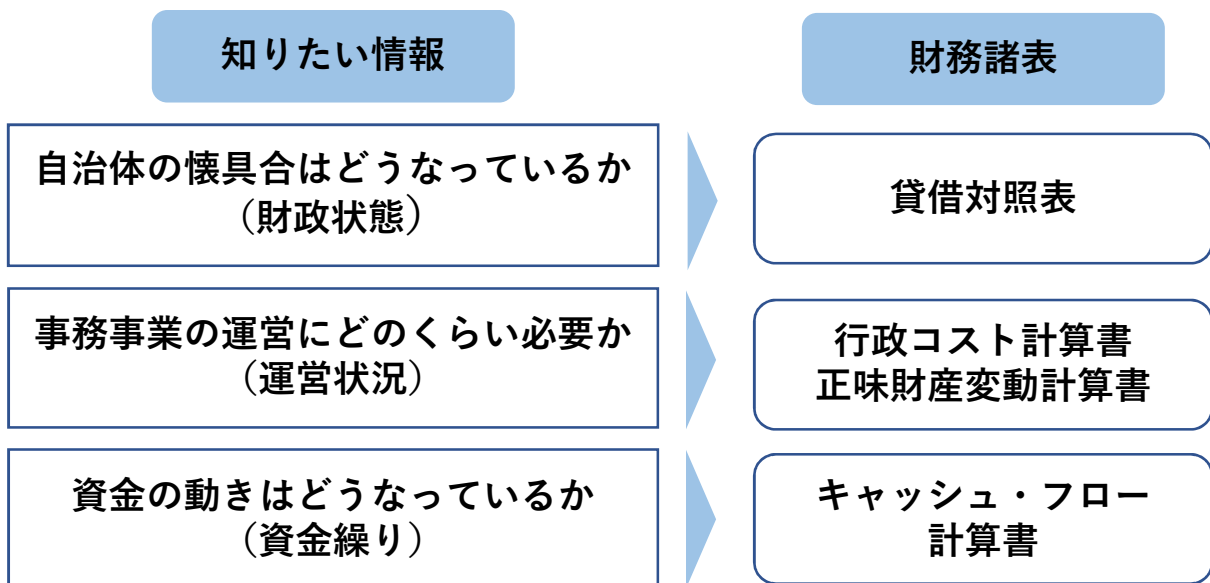 知りたい情報
財務諸表
自治体の懐具合はどうなっているか
（財政状態）
貸借対照表
事務事業の運営にどのくらい必要か
（運営状況）
行政コスト計算書
正味財産変動計算書
資金の動きはどうなっているか
（資金繰り）
キャッシュ・フロー
計算書